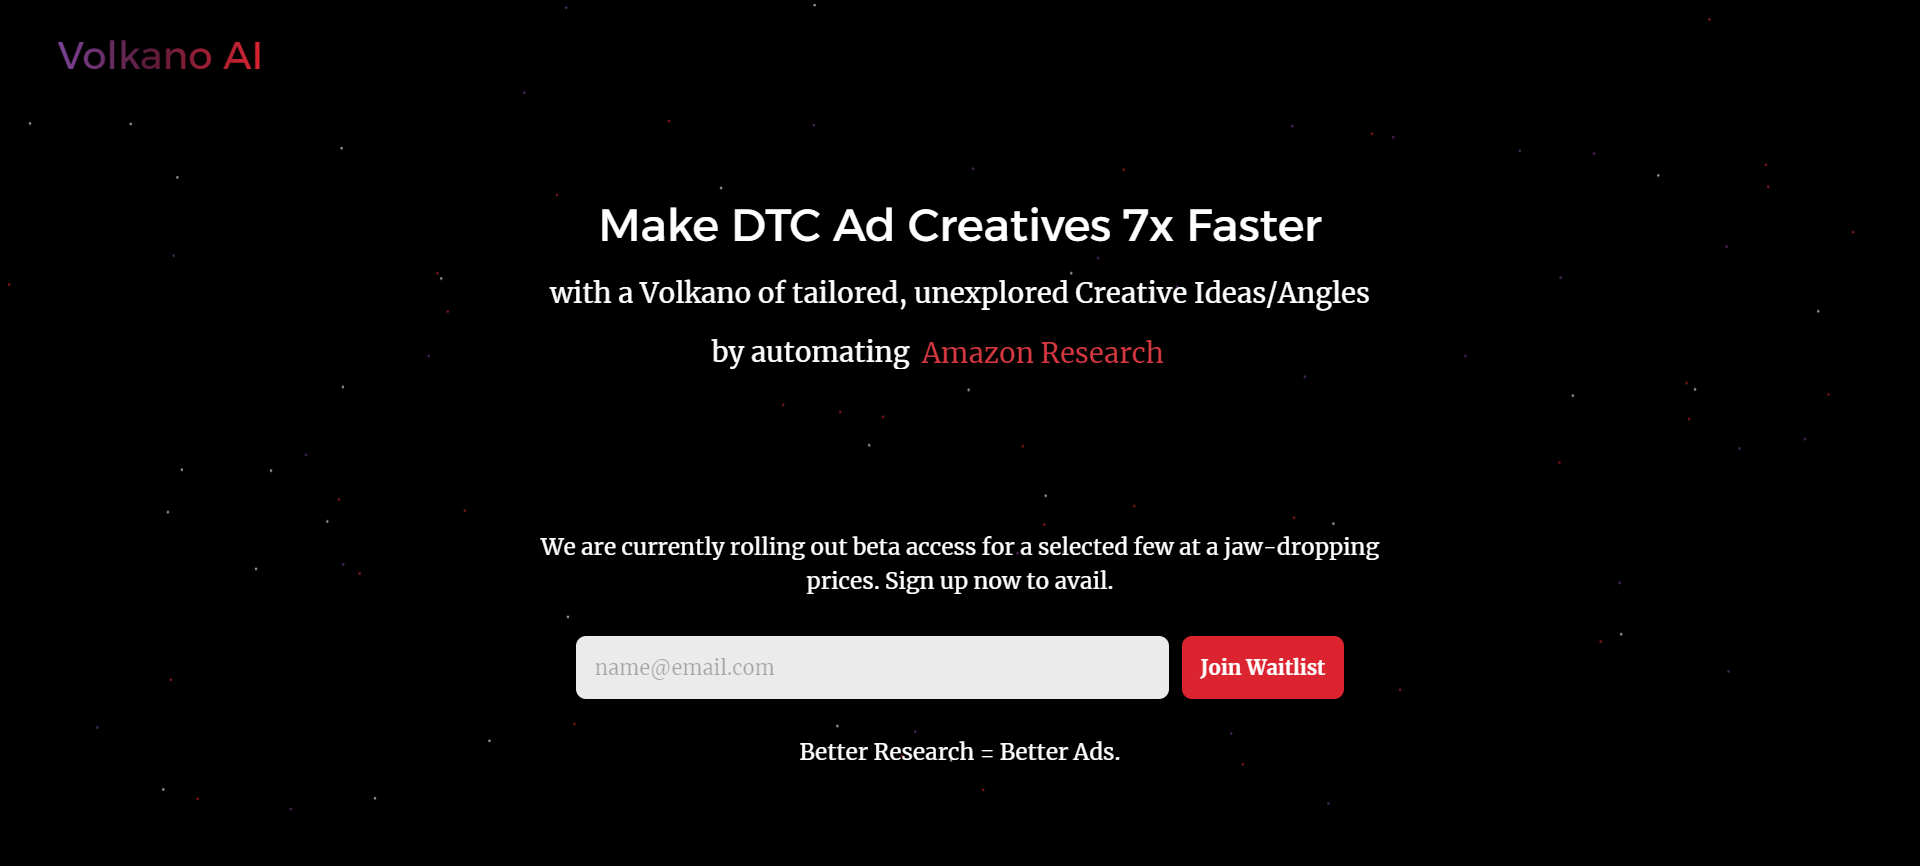 Volkano AI
Make DTC Ad Creatives 7x Faster
with a Volkano of tailored, unexplored Creative Ideas/Angles
by automating Amazon Research
We are currently rolling out beta access for a selected few at a jaw-dropping
prices. Sign up now to avail.
name@email.com Join Waitlist
Better Research = Better Ads.